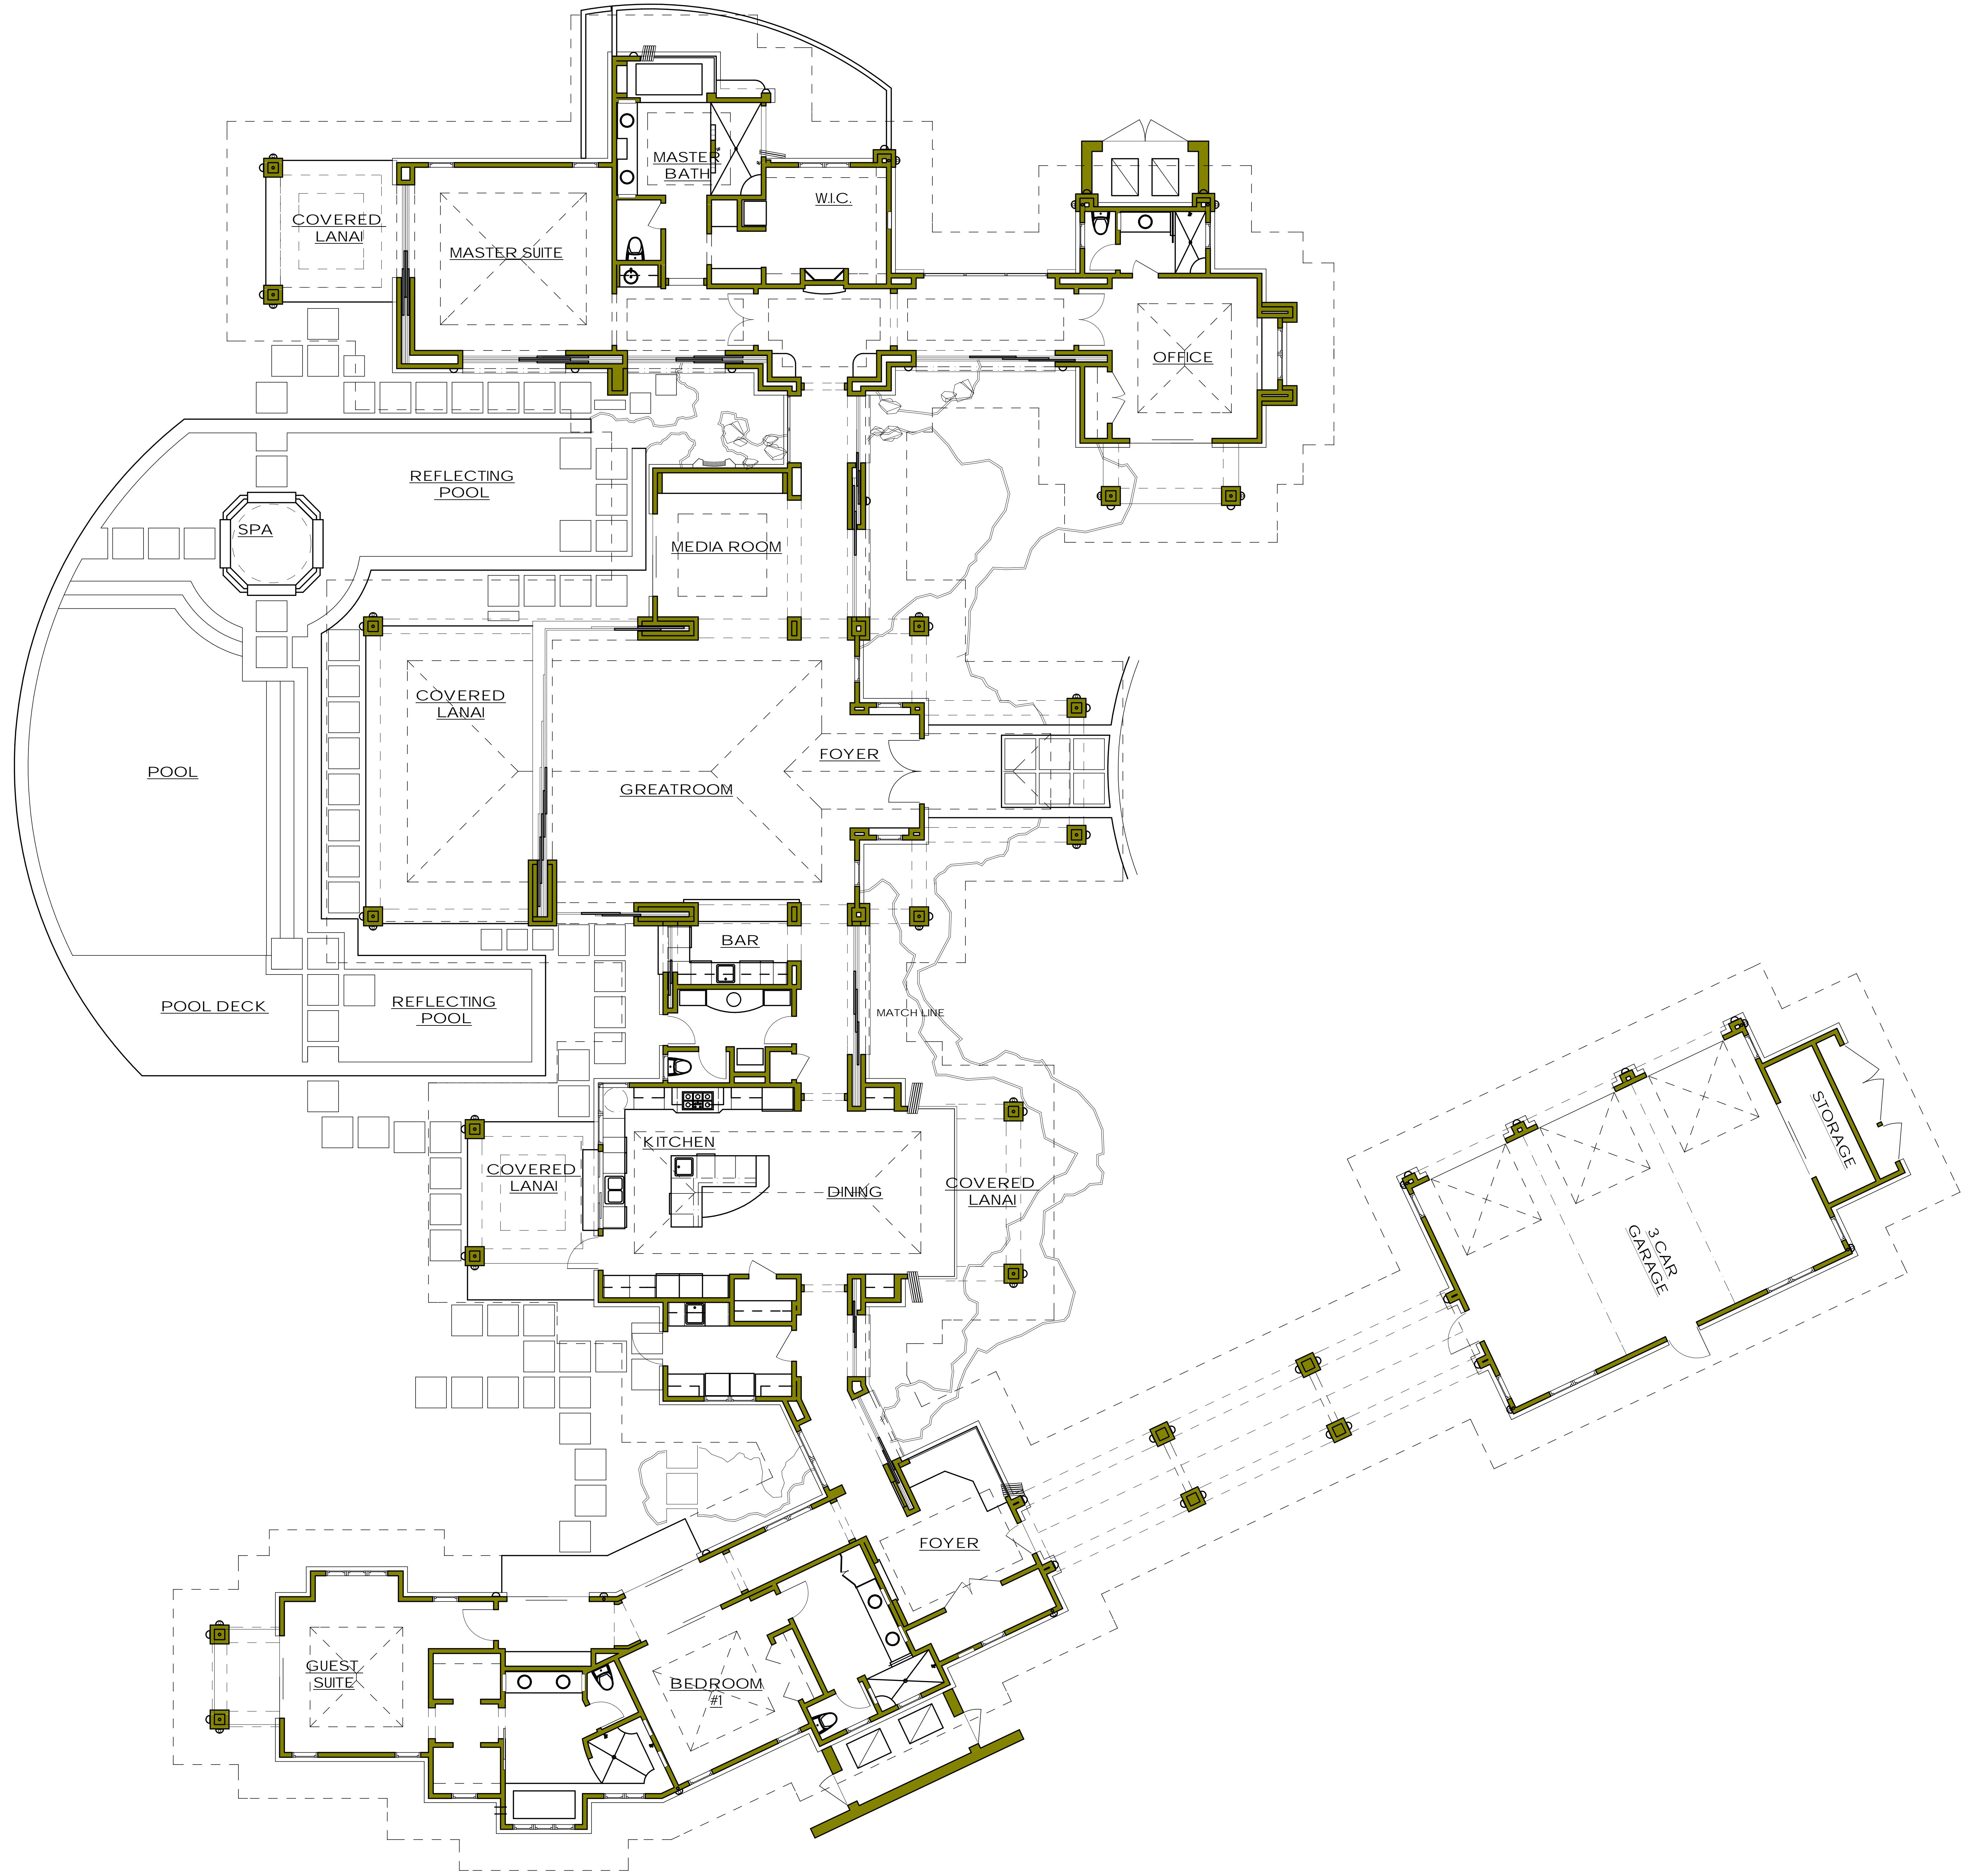 MASTER
BATH
W.I.C.
COVERED
LANAI
MASTER SUITE
OFFICE
REFLECTING
POOL
SPA
MEDIA ROOM
COVERED
LANAI
FOYER
POOL
GREATROOM
BAR
POOL DECK
REFLECTING
POOL
MATCH LINE
KITCHEN
COVERED
LANAI
DINING
COVERED
LANAI
STORAGE
3 CAR
GARAGE
FOYER
GUEST
SUITE
BEDROOM
#1